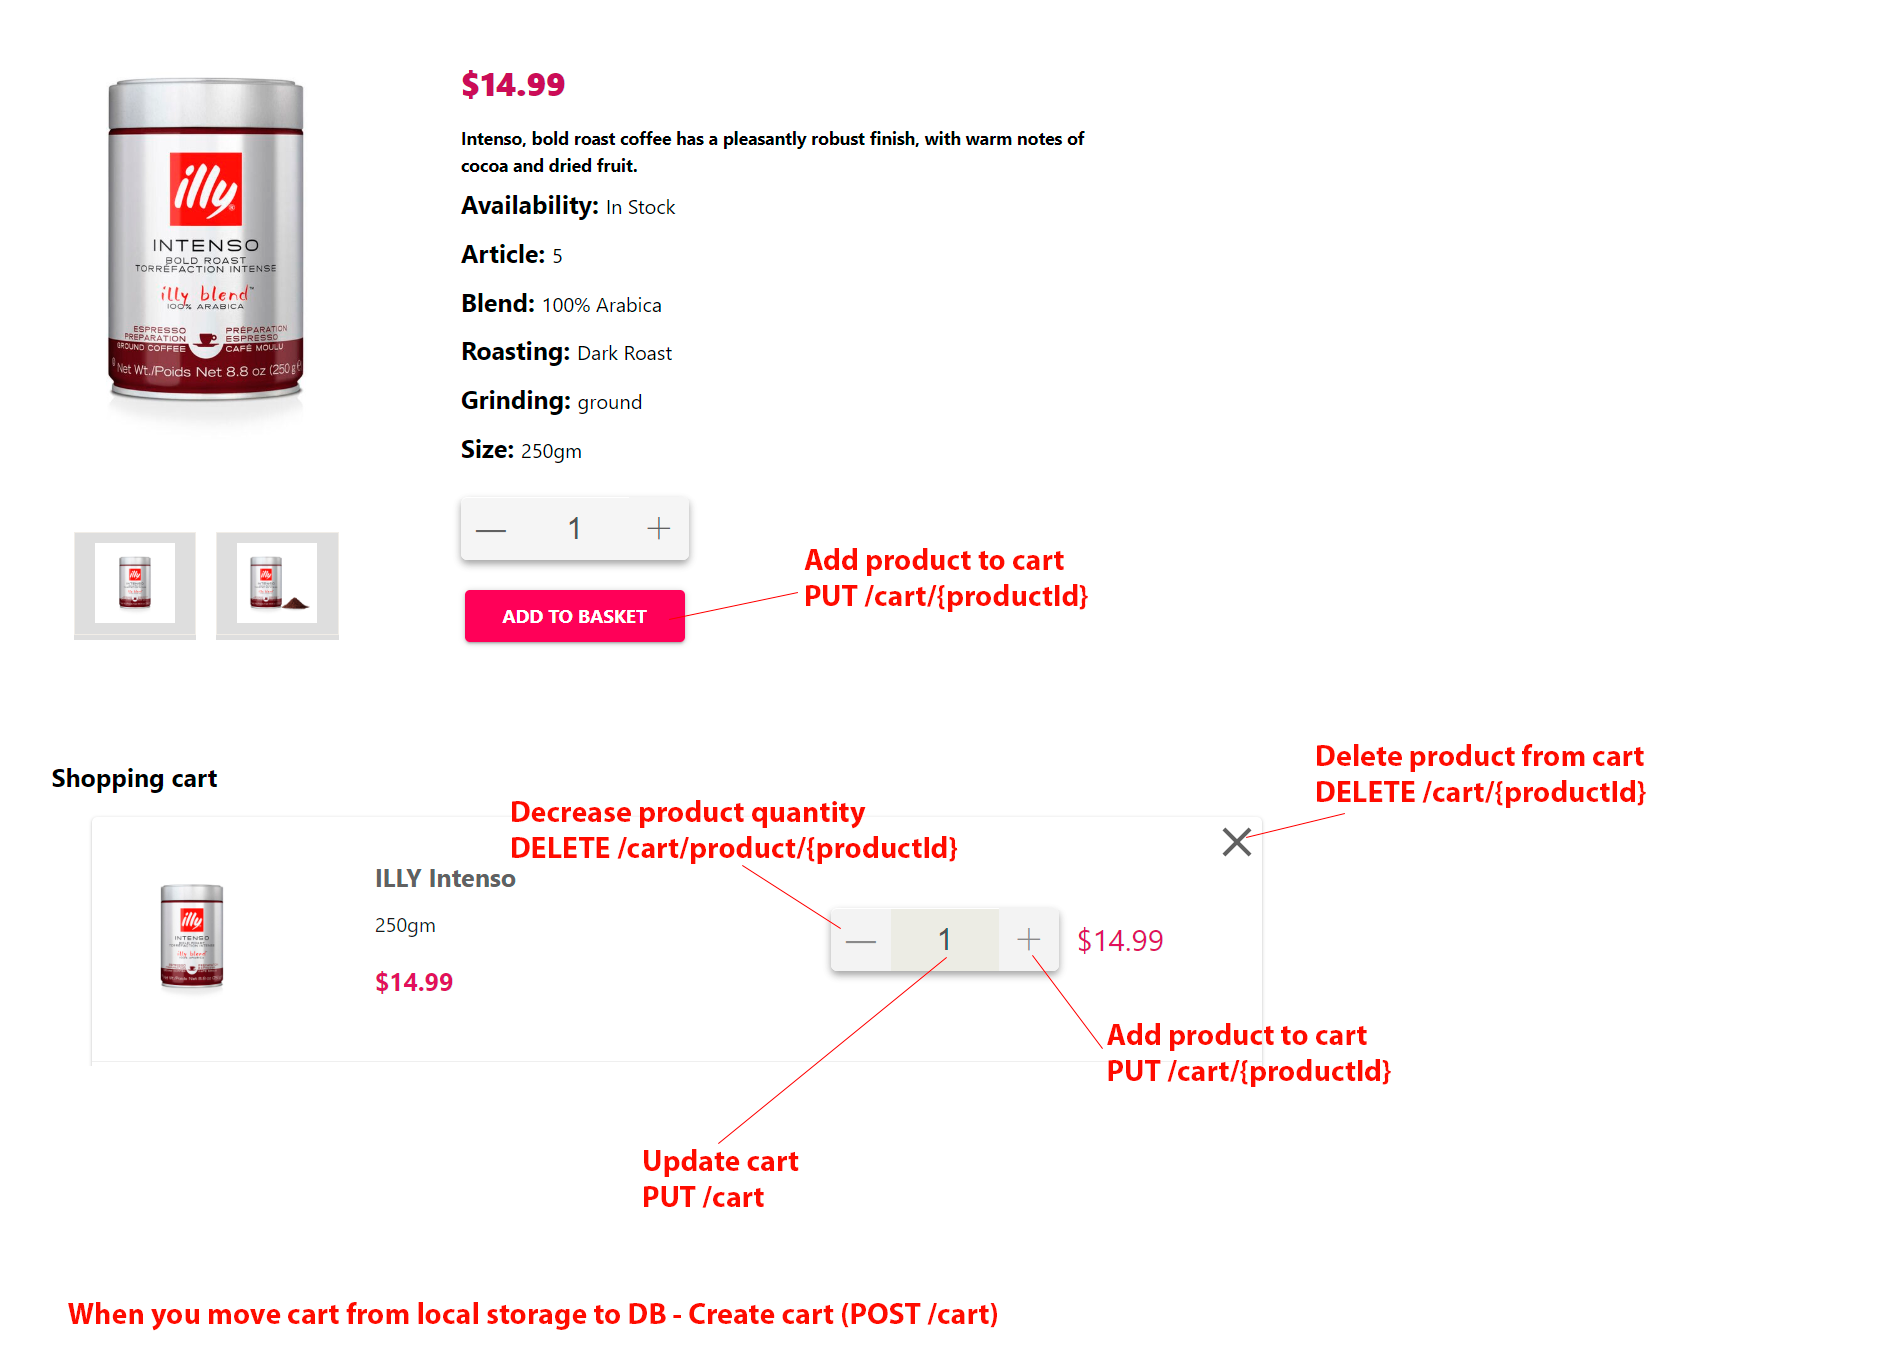 $14.99
Intenso, bold roast coffee has a pleasantly robust finish, with warm notes of
cocoa and dried fruit.
Availability: In Stock
Article: 5
Blend: 100% Arabica
Roasting: Dark Roast
Grinding: ground
Size: 250gm
illy
INTENSO
BOLD ROAST
TORRÉFACTION INTENSE
illy blend™
100% ARABICA
ESPRESSO
PREPARATION
GROUND COFFEE
PRÉPARATION
ESPRESSO
CAFÉ MOULU
Net Wt./Poids Net 8.8 oz (250 g
— 1 +
ADD TO BASKET
Add product to cart
PUT /cart/{productId}
illy
illy
Shopping cart
Delete product from cart
DELETE /cart/{productId}
Decrease product quantity
DELETE /cart/product/{productId}
illy
INTENSO
ILLY Intenso
250gm
$14.99
— 1 +
$14.99
Add product to cart
PUT /cart/{productId}
Update cart
PUT /cart
When you move cart from local storage to DB - Create cart (POST /cart)